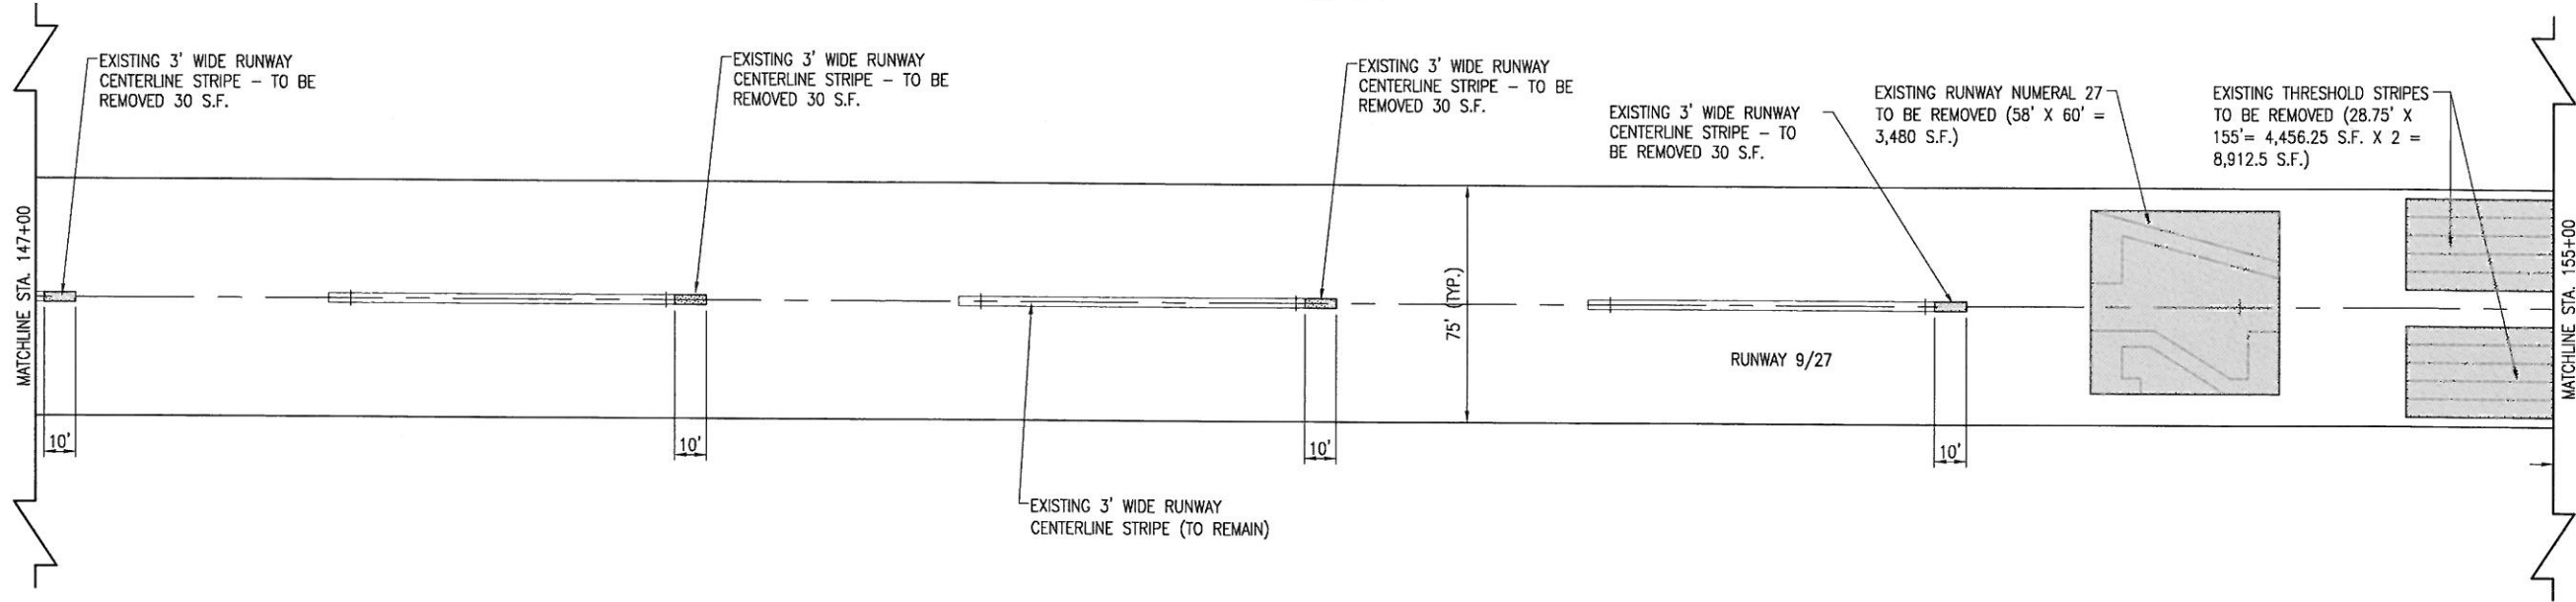 EXISTING 3' WIDE RUNWAY
CENTERLINE STRIPE – TO BE
REMOVED 30 S.F.
EXISTING 3' WIDE RUNWAY
CENTERLINE STRIPE – TO BE
REMOVED 30 S.F.
EXISTING 3' WIDE RUNWAY
CENTERLINE STRIPE – TO BE
REMOVED 30 S.F.
EXISTING 3' WIDE RUNWAY
CENTERLINE STRIPE – TO
BE REMOVED 30 S.F.
EXISTING RUNWAY NUMERAL 27
TO BE REMOVED (58' X 60' =
3,480 S.F.)
EXISTING THRESHOLD STRIPES
TO BE REMOVED (28.75' X
155'= 4,456.25 S.F. X 2 =
8,912.5 S.F.)
MATCHLINE STA. 147+00
75' (TYP.)
RUNWAY 9/27
MATCHLINE STA. 155+00
10'
10'
10'
10'
EXISTING 3' WIDE RUNWAY
CENTERLINE STRIPE (TO REMAIN)